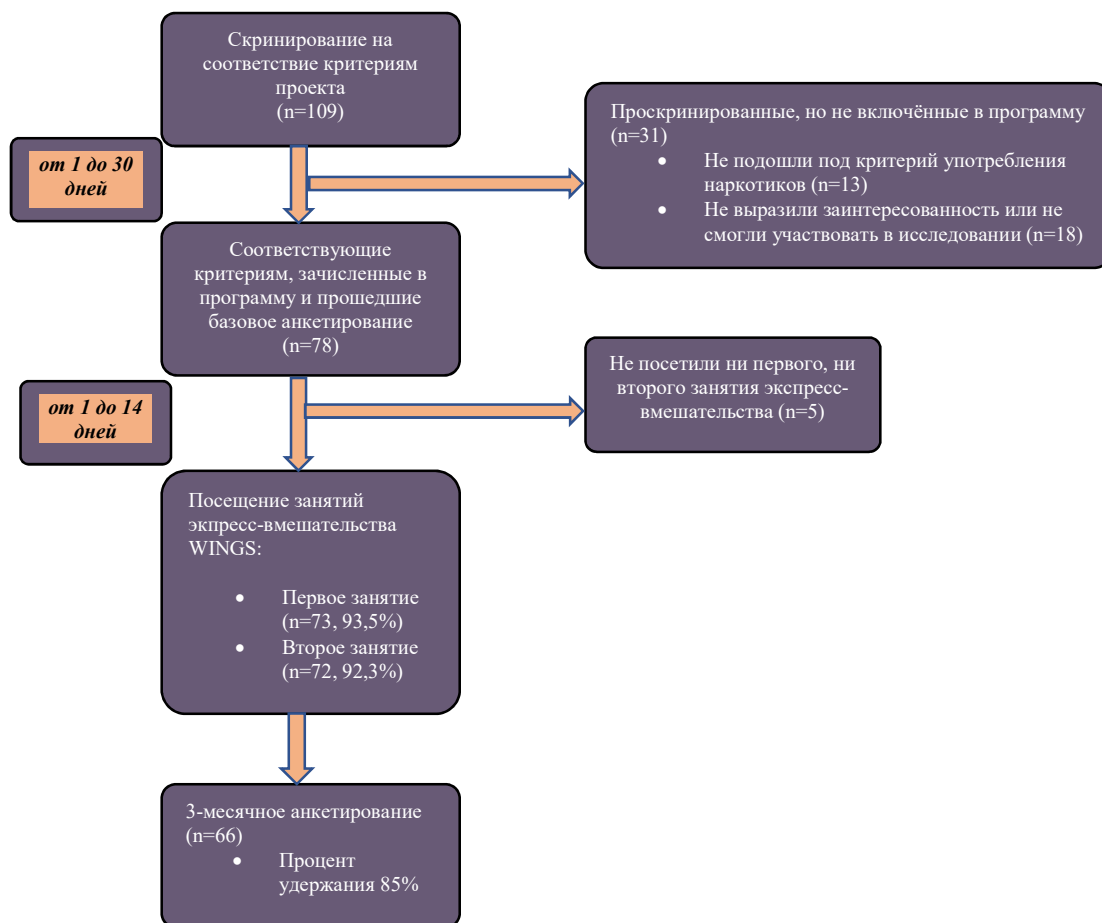 Скринирование на
соответствие критериям
проекта
(n=109)
от 1 до 30
дней
Проскринированные, но не включённые в программу
(n=31)
• Не подошли под критерий употребления
наркотиков (n=13)
• Не выразили заинтересованность или не
смогли участвовать в исследовании (n=18)
Соответствующие
критериям, зачисленные в
программу и прошедшие
базовое анкетирование
(n=78)
от 1 до 14
дней
Не посетили ни первого, ни
второго занятия экспресс-
вмешательства (n=5)
Посещение занятий
экпресс-вмешательства
WINGS:
• Первое занятие
(n=73, 93,5%)
• Второе занятие
(n=72, 92,3%)
3-месячное анкетирование
(n=66)
• Процент
удержания 85%